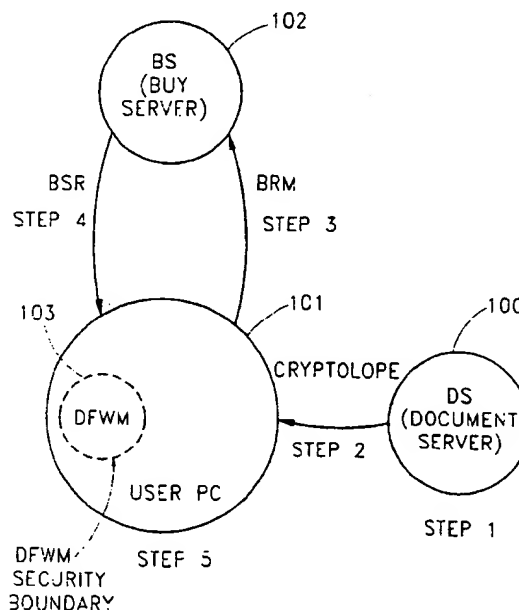 102
BS
(BUY
SERVER)
BSR
BRM
STEP 4
STEP 3
103
101
100
CRYPTOLOPE
DS
(DOCUMENT
SERVER)
DFWM
STEP 2
USER PC
STEP 1
DFWM
SECURITY
BOUNDARY
STEP 5